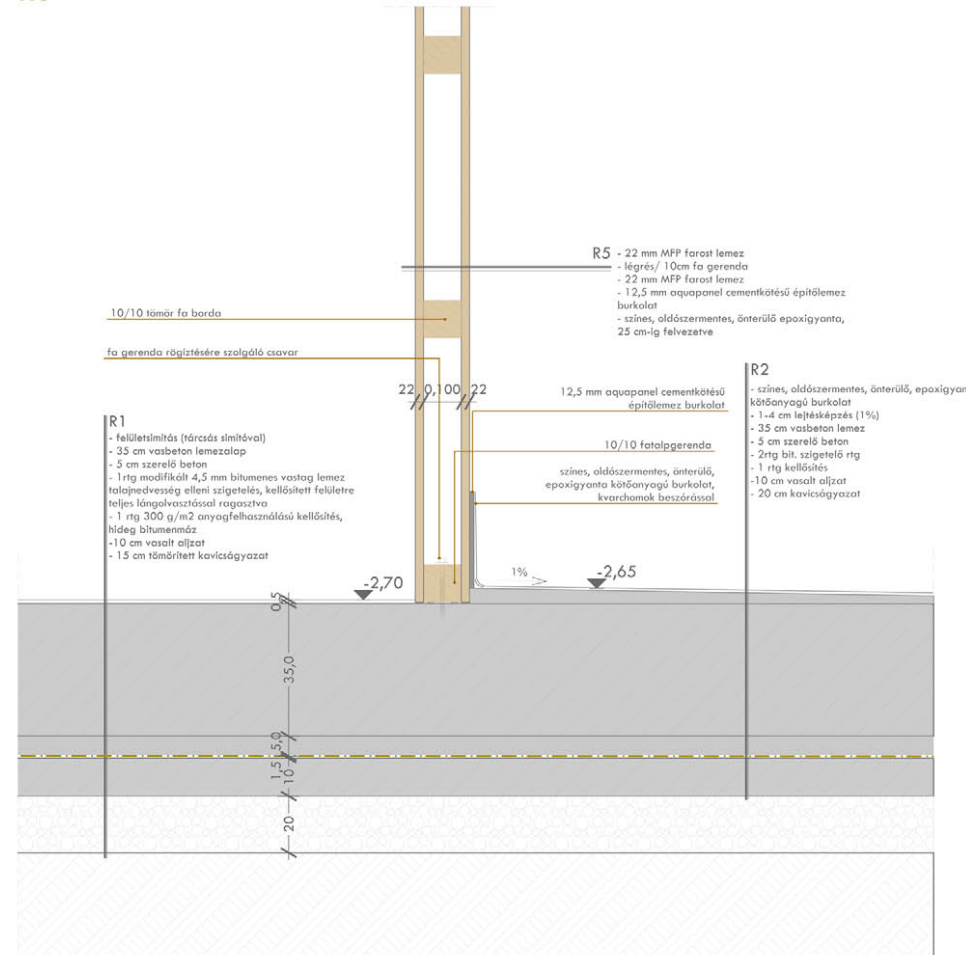 R5 - 22 mm MFP farost lemez
- légrés/ 10cm fa gerenda
- 22 mm MFP farost lemez
- 12,5 mm aquapanel cementkötésű építőlemez
burkolat
- színes, oldószermentes, önterülő epoxigyanta,
25 cm-ig felvezetve
10/10 tömör fa borda
fa gerenda rögíztésére szolgáló csavar
22 0,100 22
12,5 mm aquapanel cementkötésű
építőlemez burkolat
10/10 fatalpgerenda
színes, oldószermentes, önterülő,
epoxigyanta kötőanyagú burkolat,
kvarchomok beszórással
R2
- színes, oldószermentes, önterülő, epoxigyan
kötőanyagú burkolat
- 1-4 cm lejtésképzés (1%)
- 35 cm vasbeton lemez
- 5 cm szerelő beton
- 2rtg bit. szigetelő rtg
- 1 rtg kellősítés
-10 cm vasalt aljzat
- 20 cm kavicságyazat
R1
- felületsimítás (tárcsás simítóval)
- 35 cm vasbeton lemezalap
- 5 cm szerelő beton
- 1rtg modifikált 4,5 mm bitumenes vastag lemez
talajnedvesség elleni szigetelés, kellősített felületre
teljes lángolvasztással ragasztva
- 1 rtg 300 g/m2 anyagfelhasználású kellősítés,
hideg bitumenmáz
-10 cm vasalt aljzat
- 15 cm tömörített kavicságyazat
-2,70
1%
-2,65
0,5
35,0
5,0
1,5
10
20